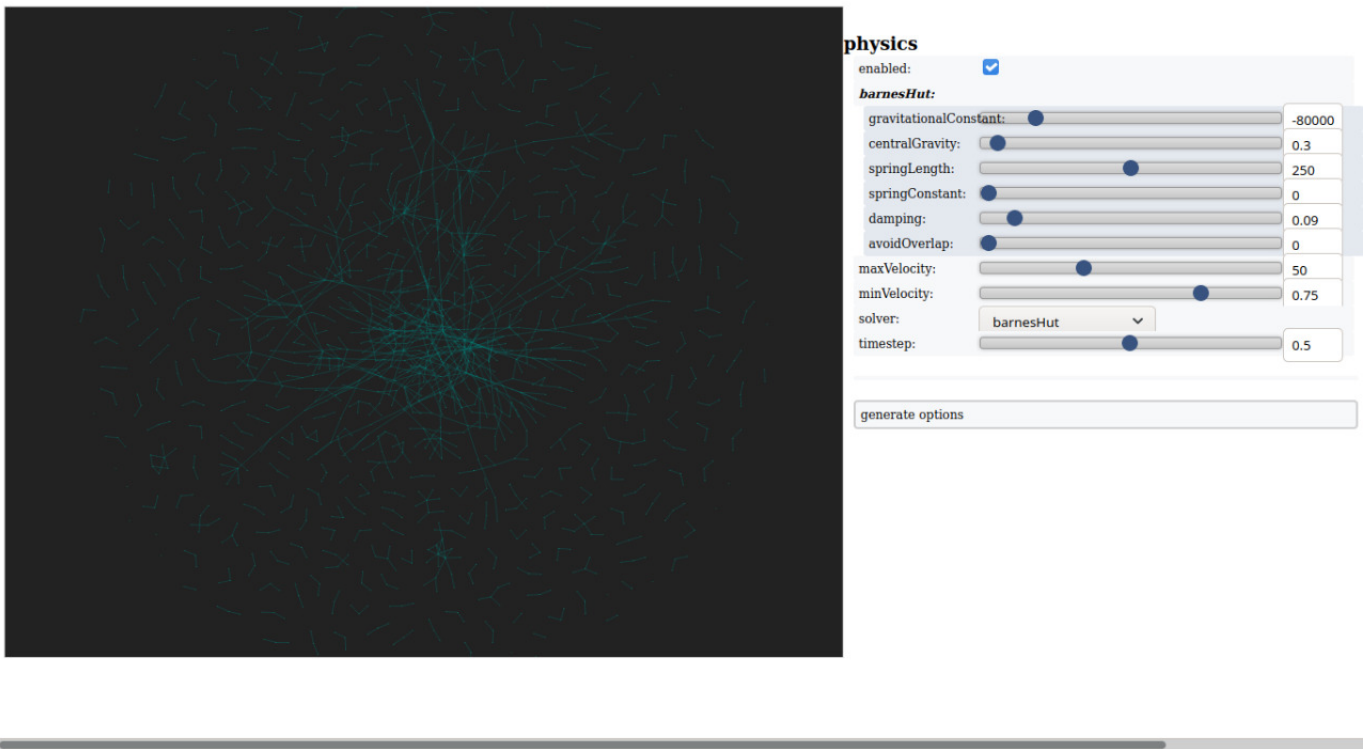 physics
enabled:
barnesHut:
gravitationalConstant: -80000
centralGravity: 0.3
springLength: 250
springConstant: 0
damping: 0.09
avoidOverlap: 0
maxVelocity: 50
minVelocity: 0.75
solver: barnesHut
timestep: 0.5
generate options